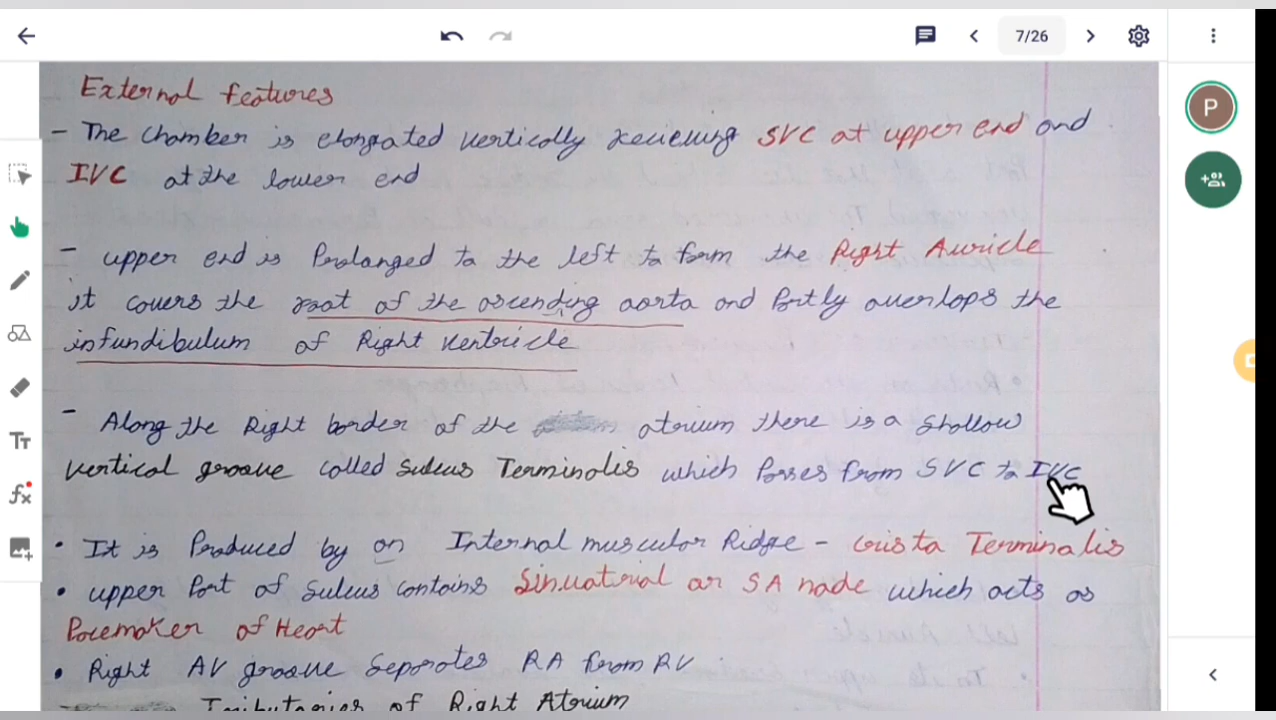 7/26
P
External features
- The chamber is elongated vertically recieving SVC at upper end and
IVC at the lower end
- upper end is Prolanged to the left to form the Right Auricle
it covers the root of the ascending aorta and Partly overlaps the
infundibulum of Right ventricle
- Along the Right border of the atrium there is a shallow
vertical groove called sulcus Terminalis which Passes from SVC to IVC
• It is Produced by an Internal muscular Ridge - Crista Terminalis
• upper Part of sulcus contains Sinuatrial or SA node which acts as
Pacemaker of Heart
• Right AV groove separates RA from RV
Tributaries of Right Atrium
Tт
fx